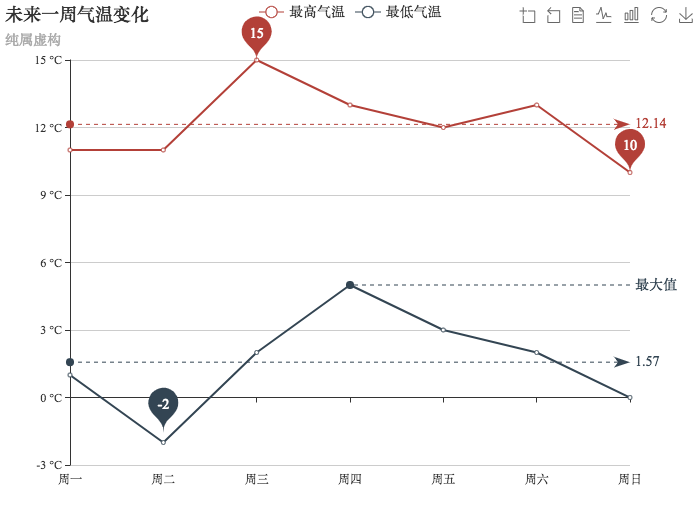 未来一周气温变化
纯属虚构
最高气温 最低气温
15 °C
12 °C
9 °C
6 °C
3 °C
0 °C
-3 °C
15
12.14
10
最大值
1.57
-2
周一 周二 周三 周四 周五 周六 周日